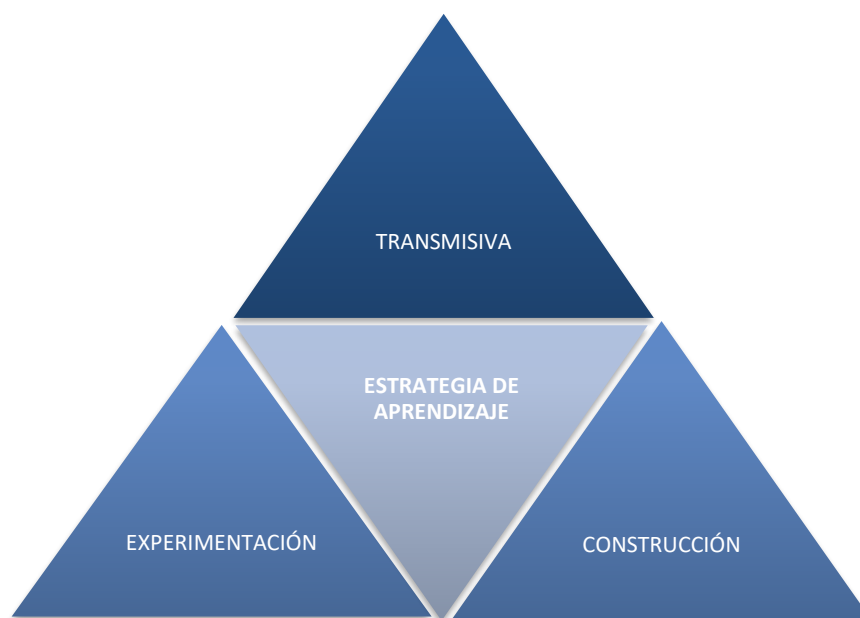 TRANSMISIVA
ESTRATEGIA DE
APRENDIZAJE
EXPERIMENTACIÓN
CONSTRUCCIÓN